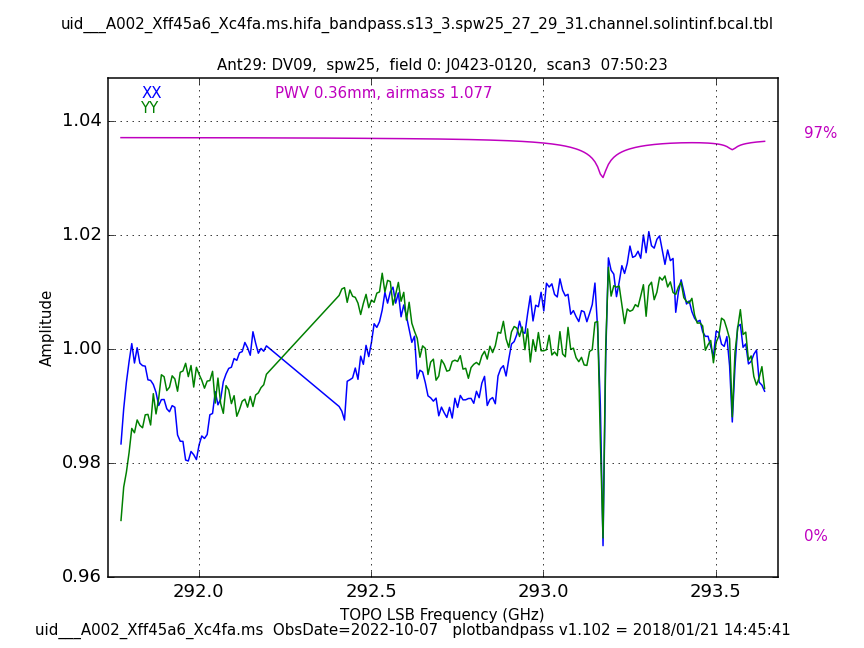 uid___A002_Xff45a6_Xc4fa.ms.hifa_bandpass.s13_3.spw25_27_29_31.channel.solintinf.bcal.tbl
Ant29: DV09,  spw25,  field 0: J0423-0120,  scan3  07:50:23
XX
PWV 0.36mm, airmass 1.077
YY
1.04
97%
1.02
1.00
Amplitude
0.98
0%
0.96
292.0 292.5 293.0 293.5
TOPO LSB Frequency (GHz)
uid___A002_Xff45a6_Xc4fa.ms  ObsDate=2022-10-07   plotbandpass v1.102 = 2018/01/21 14:45:41